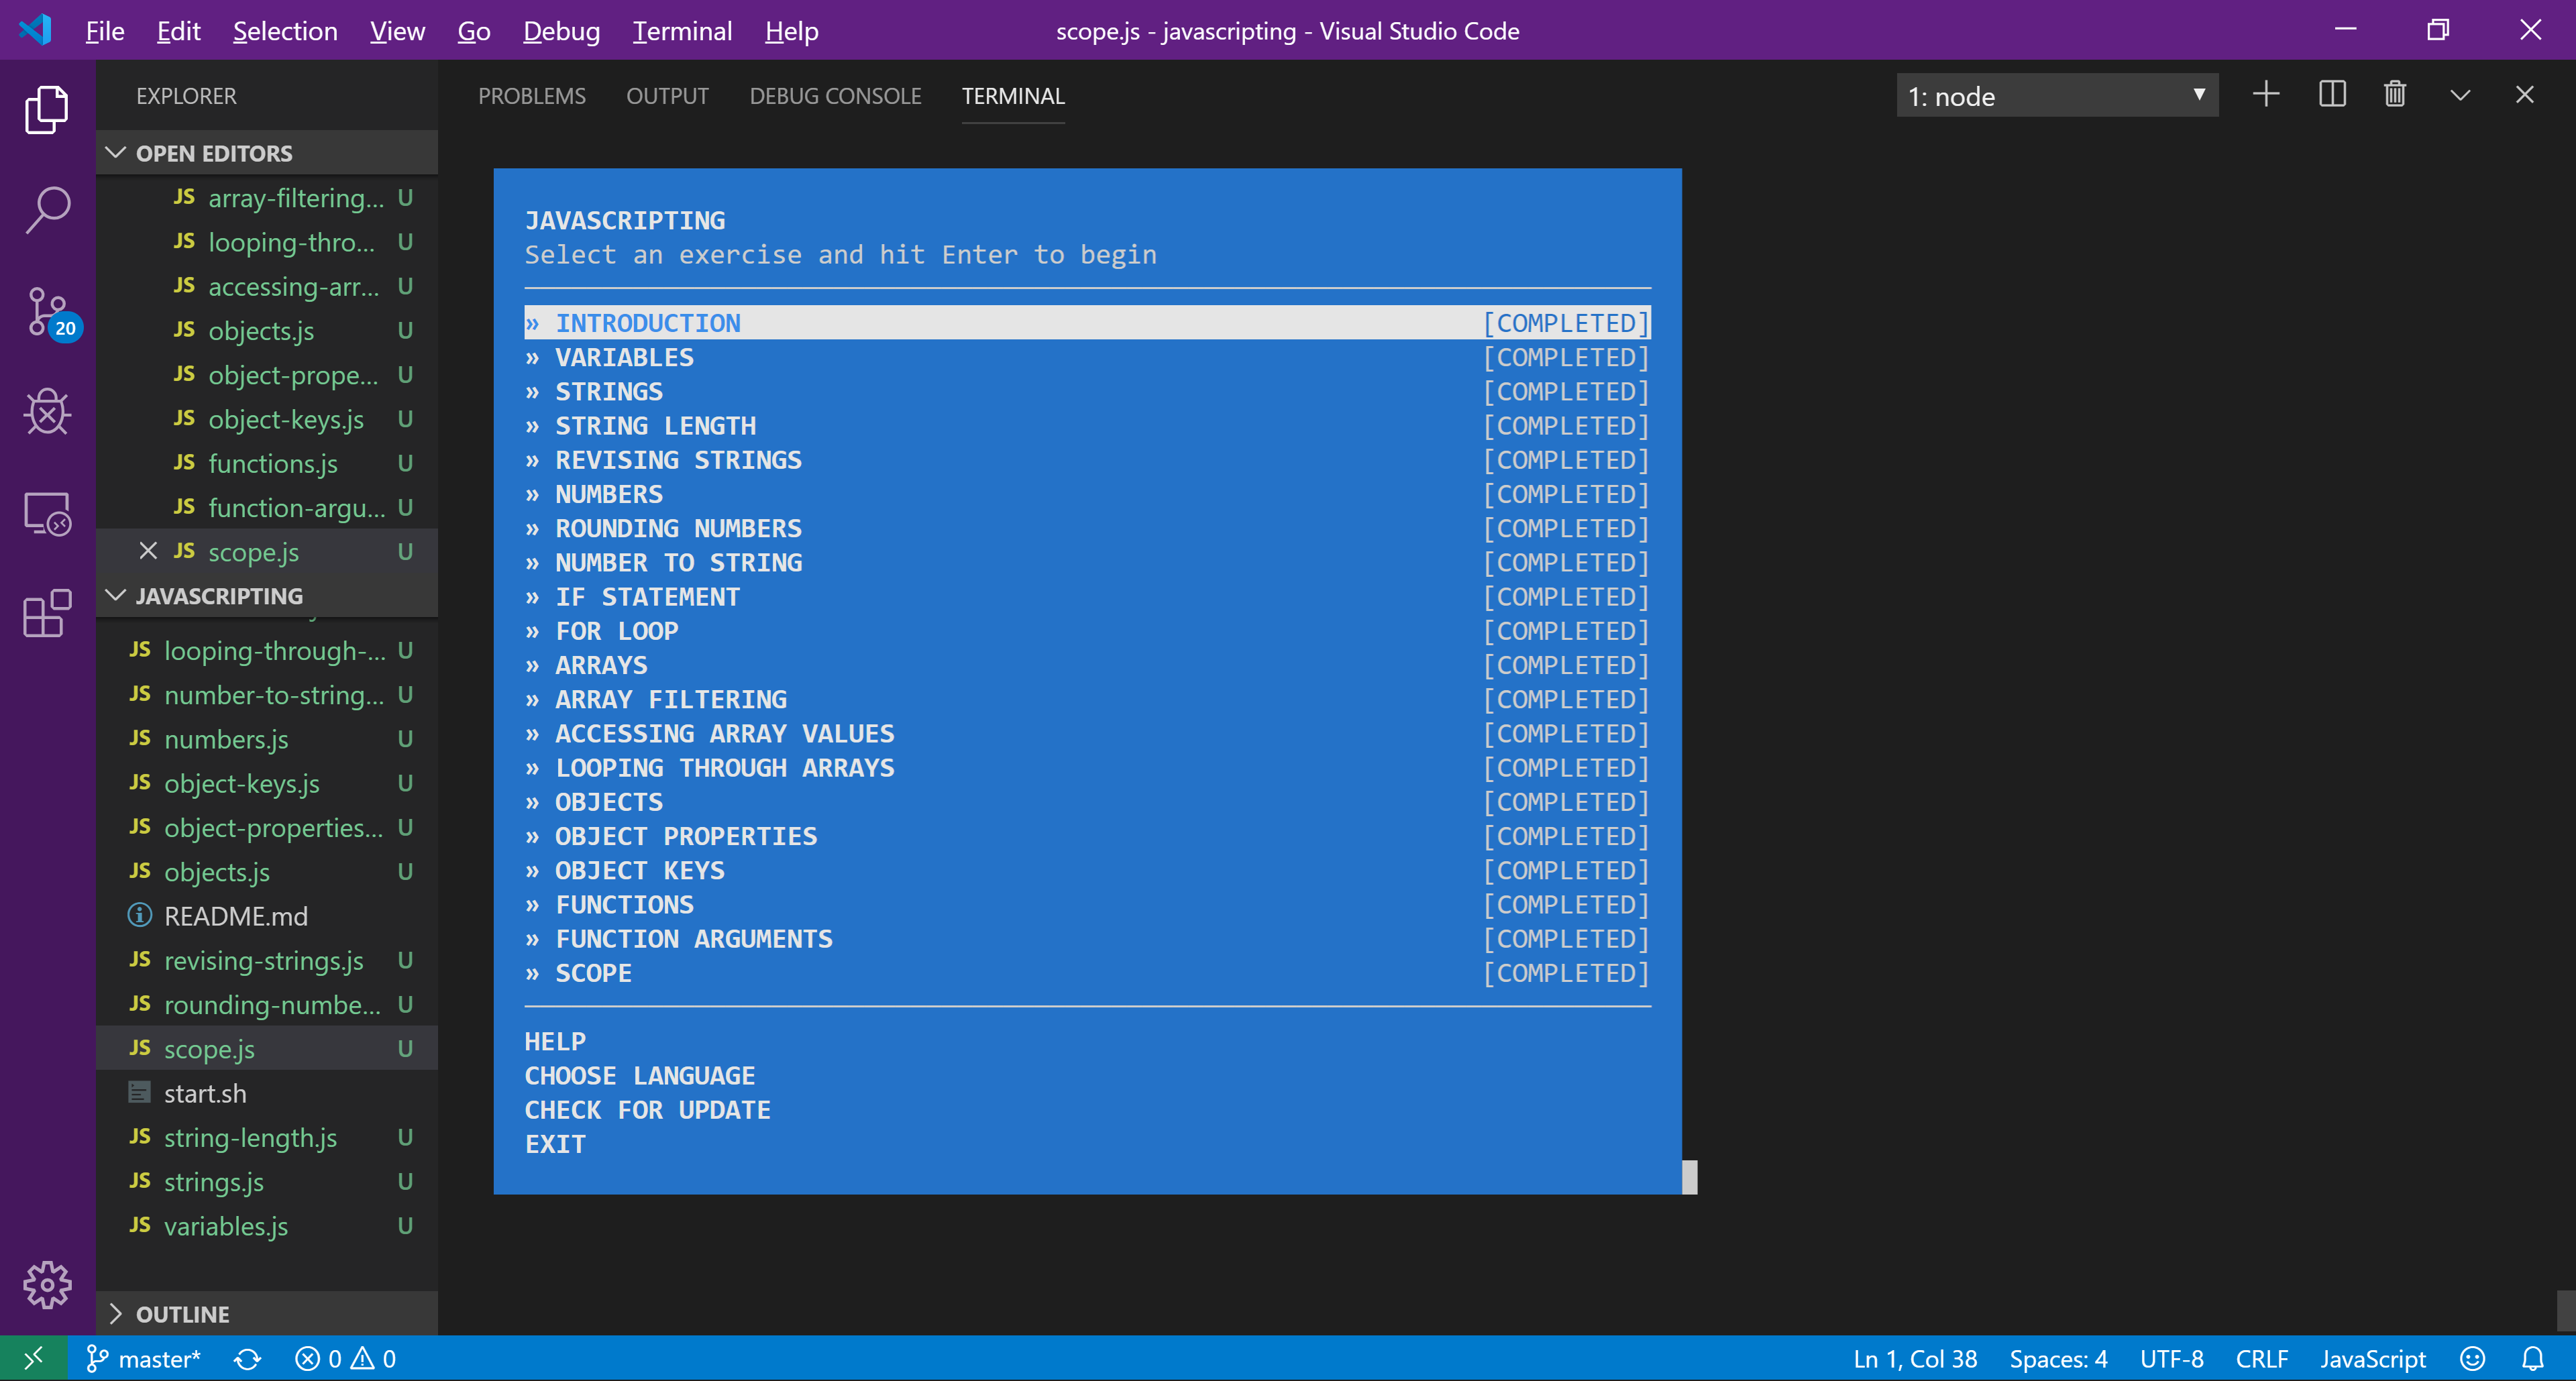 File Edit Selection View Go Debug Terminal Help
scope.js - javascripting - Visual Studio Code
EXPLORER
OPEN EDITORS
JS array-filtering... U
JS looping-thro... U
JS accessing-arr... U
JS objects.js U
JS object-prope... U
JS object-keys.js U
JS functions.js U
JS function-argu... U
JS scope.js U
JAVASCRIPTING
JS looping-through-... U
JS number-to-string... U
JS numbers.js U
JS object-keys.js U
JS object-properties... U
JS objects.js U
README.md
JS revising-strings.js U
JS rounding-numbe... U
JS scope.js U
start.sh
JS string-length.js U
JS strings.js U
JS variables.js U
OUTLINE
20
PROBLEMS OUTPUT DEBUG CONSOLE TERMINAL
1: node
JAVASCRIPTING
Select an exercise and hit Enter to begin
» INTRODUCTION [COMPLETED]
» VARIABLES [COMPLETED]
» STRINGS [COMPLETED]
» STRING LENGTH [COMPLETED]
» REVISING STRINGS [COMPLETED]
» NUMBERS [COMPLETED]
» ROUNDING NUMBERS [COMPLETED]
» NUMBER TO STRING [COMPLETED]
» IF STATEMENT [COMPLETED]
» FOR LOOP [COMPLETED]
» ARRAYS [COMPLETED]
» ARRAY FILTERING [COMPLETED]
» ACCESSING ARRAY VALUES [COMPLETED]
» LOOPING THROUGH ARRAYS [COMPLETED]
» OBJECTS [COMPLETED]
» OBJECT PROPERTIES [COMPLETED]
» OBJECT KEYS [COMPLETED]
» FUNCTIONS [COMPLETED]
» FUNCTION ARGUMENTS [COMPLETED]
» SCOPE [COMPLETED]
HELP
CHOOSE LANGUAGE
CHECK FOR UPDATE
EXIT
master* 0 0
Ln 1, Col 38 Spaces: 4 UTF-8 CRLF JavaScript